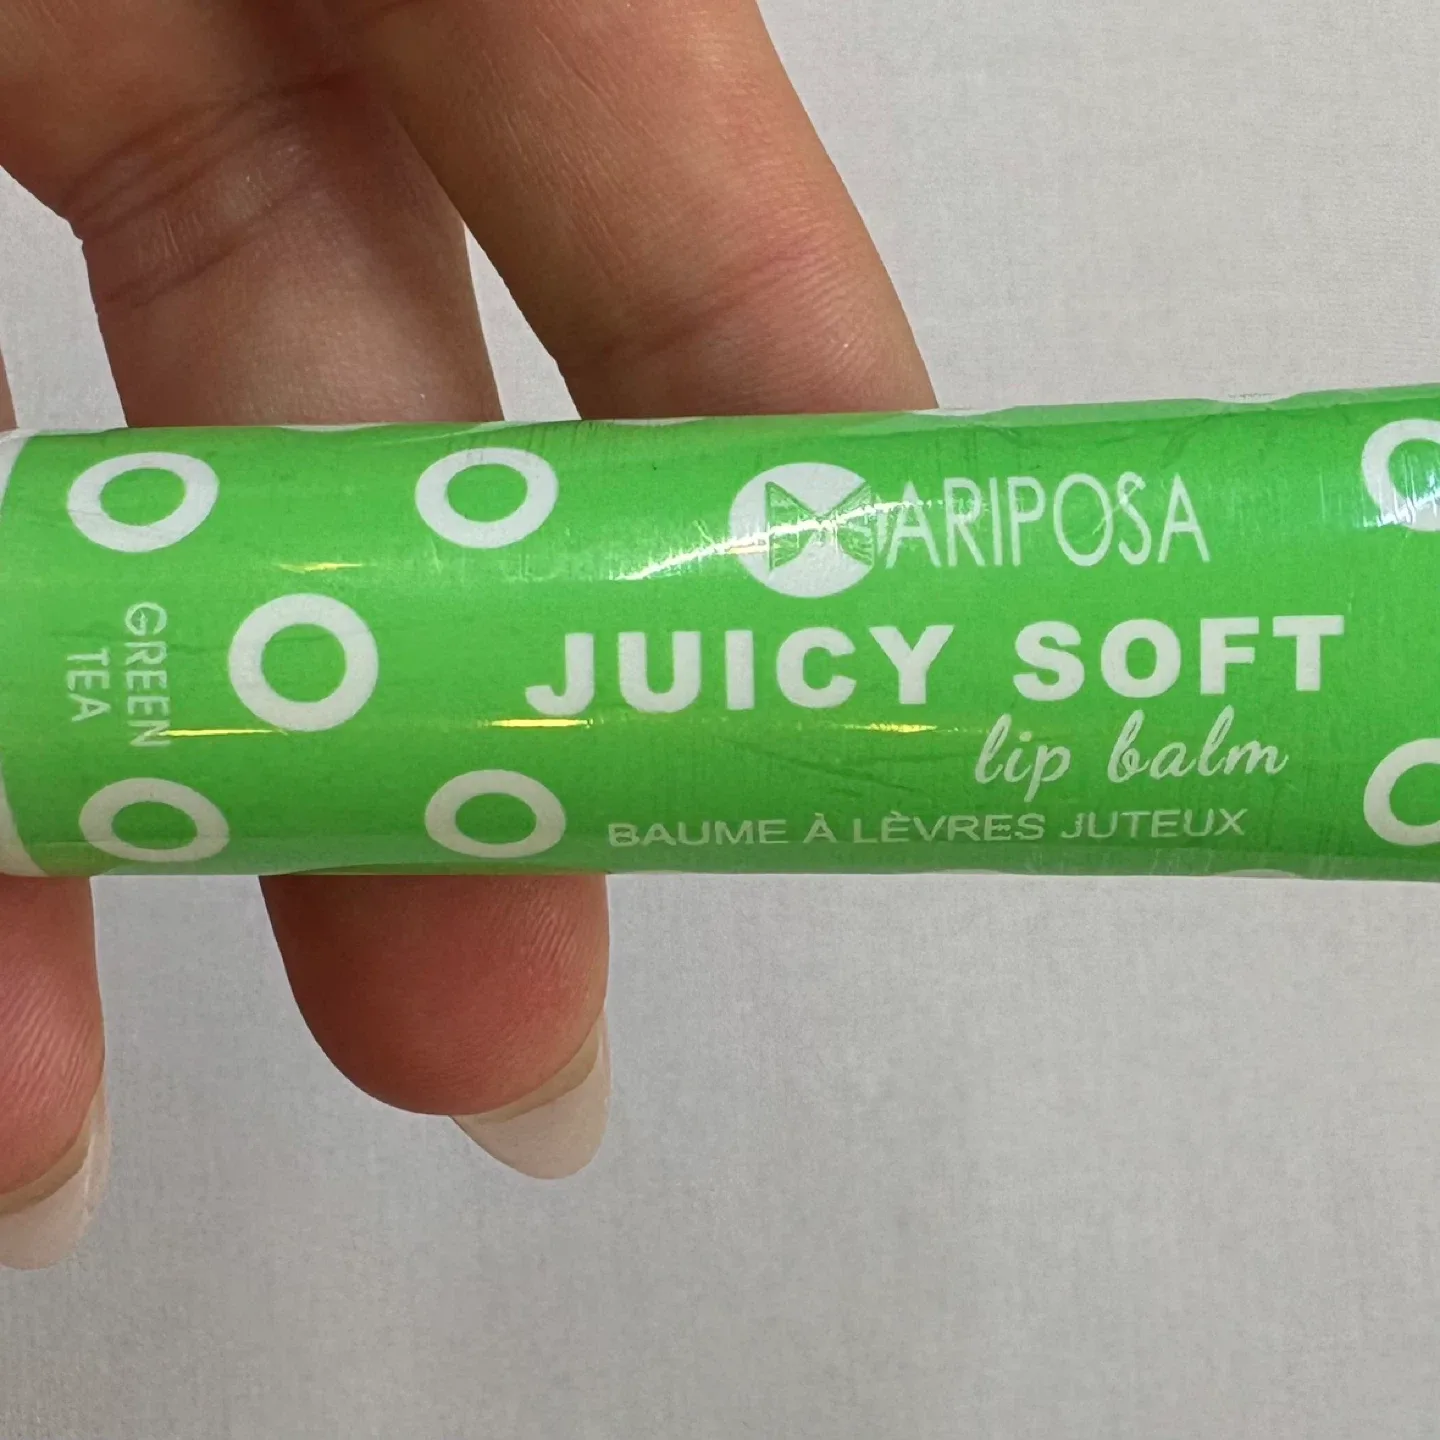 MARIPOSA
JUICY SOFT
lip balm
BAUME À LÈVRES JUTEUX
GREEN
TEA